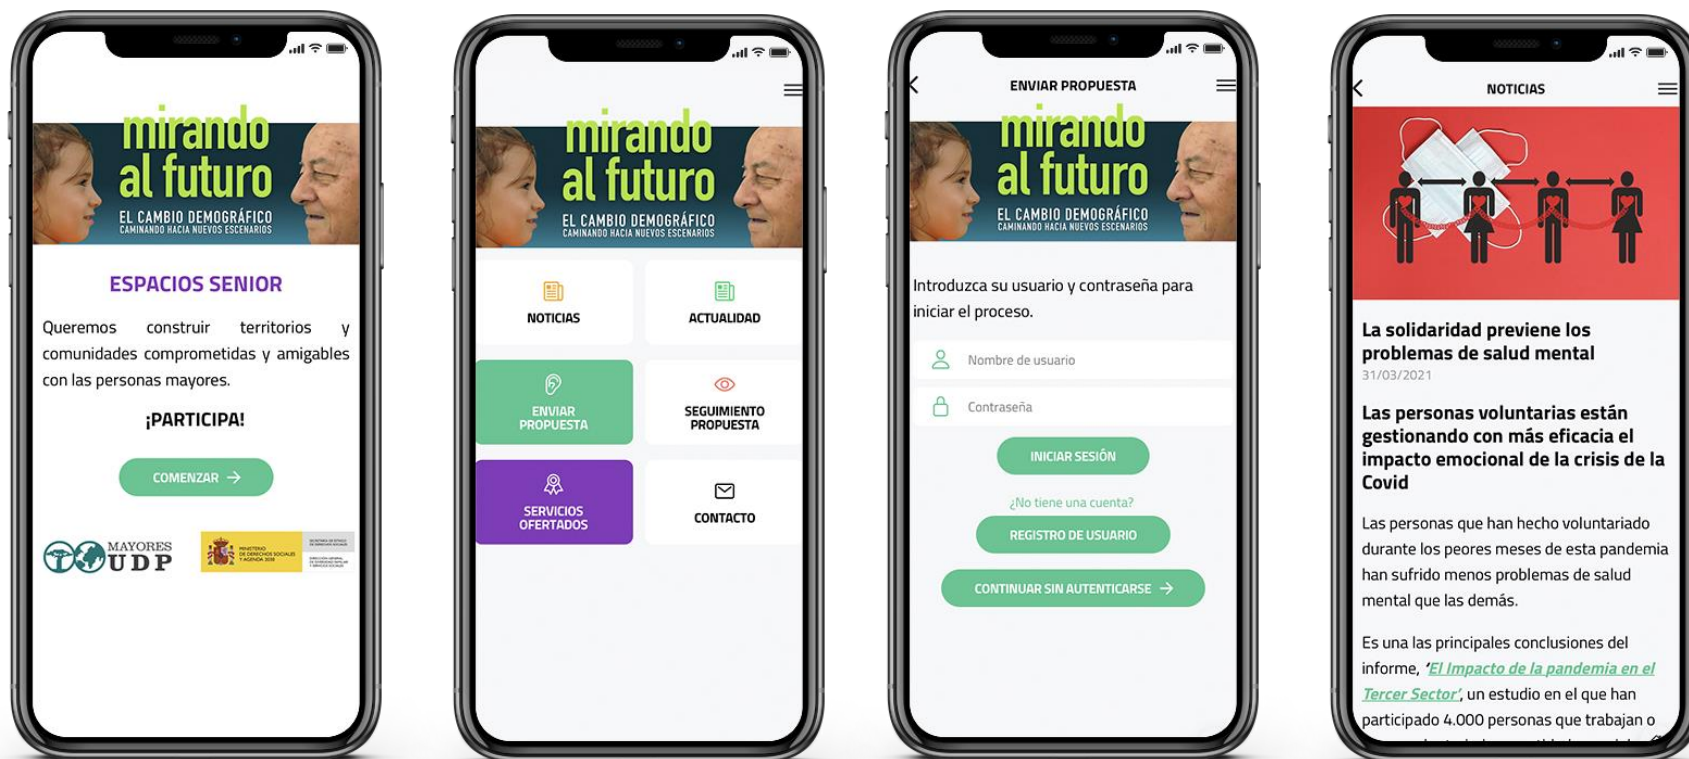 mirando
al futuro
EL CAMBIO DEMOGRÁFICO
CAMINANDO HACIA NUEVOS ESCENARIOS
ESPACIOS SENIOR
Queremos construir territorios y
comunidades comprometidas y amigables
con las personas mayores.
¡PARTICIPA!
COMENZAR →
MAYORES
UDP
MINISTERIO
DE DERECHOS SOCIALES
Y AGENDA 2030
mirando
al futuro
EL CAMBIO DEMOGRÁFICO
CAMINANDO HACIA NUEVOS ESCENARIOS
NOTICIAS
ACTUALIDAD
ENVIAR
PROPUESTA
SEGUIMIENTO
PROPUESTA
SERVICIOS
OFERTADOS
CONTACTO
ENVIAR PROPUESTA
mirando
al futuro
EL CAMBIO DEMOGRÁFICO
CAMINANDO HACIA NUEVOS ESCENARIOS
Introduzca su usuario y contraseña para
iniciar el proceso.
Nombre de usuario
Contraseña
INICIAR SESIÓN
¿No tiene una cuenta?
REGISTRO DE USUARIO
CONTINUAR SIN AUTENTICARSE →
NOTICIAS
La solidaridad previene los
problemas de salud mental
31/03/2021
Las personas voluntarias están
gestionando con más eficacia el
impacto emocional de la crisis de la
Covid
Las personas que han hecho voluntariado
durante los peores meses de esta pandemia
han sufrido menos problemas de salud
mental que las demás.
Es una las principales conclusiones del
informe, ‘El Impacto de la pandemia en el
Tercer Sector’, un estudio en el que han
participado 4.000 personas que trabajan o